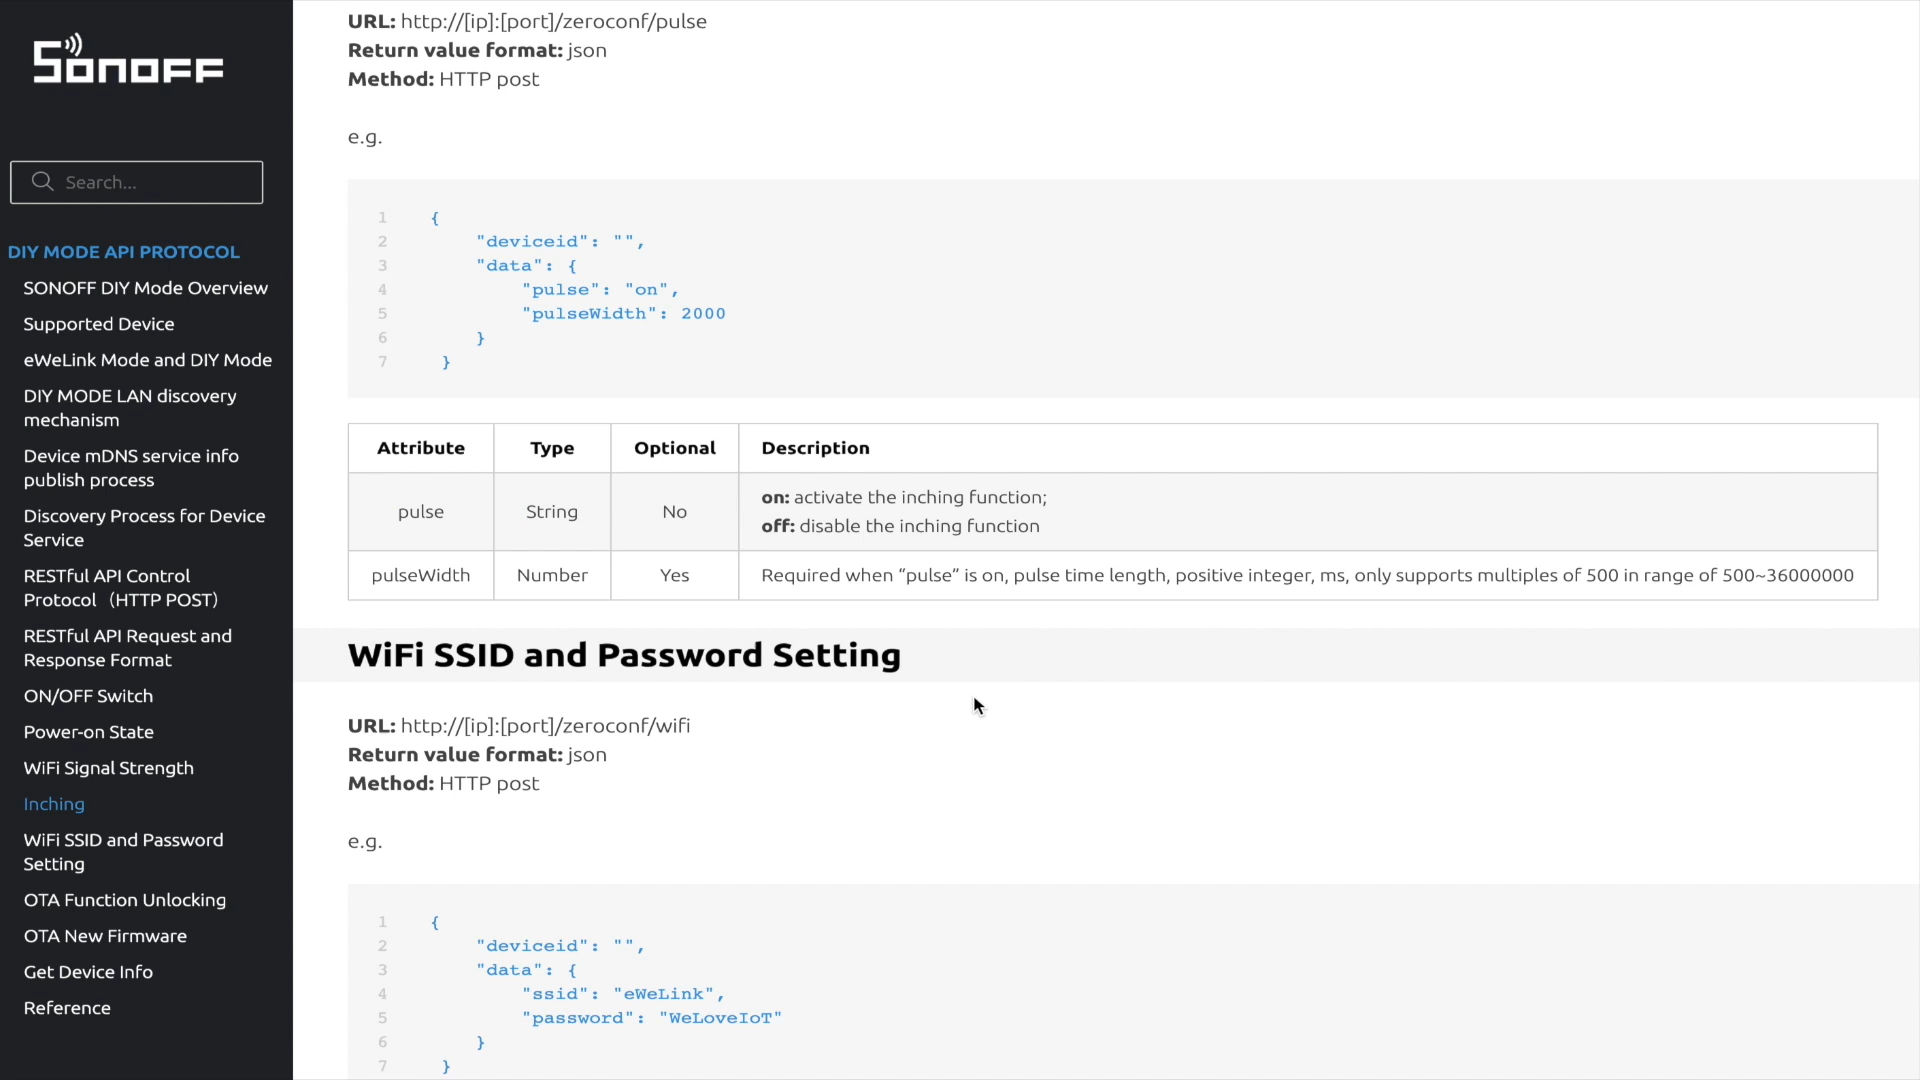 SONOFF
Search...
DIY MODE API PROTOCOL
SONOFF DIY Mode Overview
Supported Device
eWeLink Mode and DIY Mode
DIY MODE LAN discovery
mechanism
Device mDNS service info
publish process
Discovery Process for Device
Service
RESTful API Control
Protocol（HTTP POST）
RESTful API Request and
Response Format
ON/OFF Switch
Power-on State
WiFi Signal Strength
Inching
WiFi SSID and Password
Setting
OTA Function Unlocking
OTA New Firmware
Get Device Info
Reference
URL: http://[ip]:[port]/zeroconf/pulse
Return value format: json
Method: HTTP post
e.g.
1 {
2 "deviceid": "",
3 "data": {
4 "pulse": "on",
5 "pulseWidth": 2000
6 }
7 }
Attribute Type Optional Description
pulse String No on: activate the inching function;
off: disable the inching function
pulseWidth Number Yes Required when “pulse” is on, pulse time length, positive integer, ms, only supports multiples of 500 in range of 500~36000000
WiFi SSID and Password Setting
URL: http://[ip]:[port]/zeroconf/wifi
Return value format: json
Method: HTTP post
e.g.
1 {
2 "deviceid": "",
3 "data": {
4 "ssid": "eWeLink",
5 "password": "WeLoveIoT"
6 }
7 }